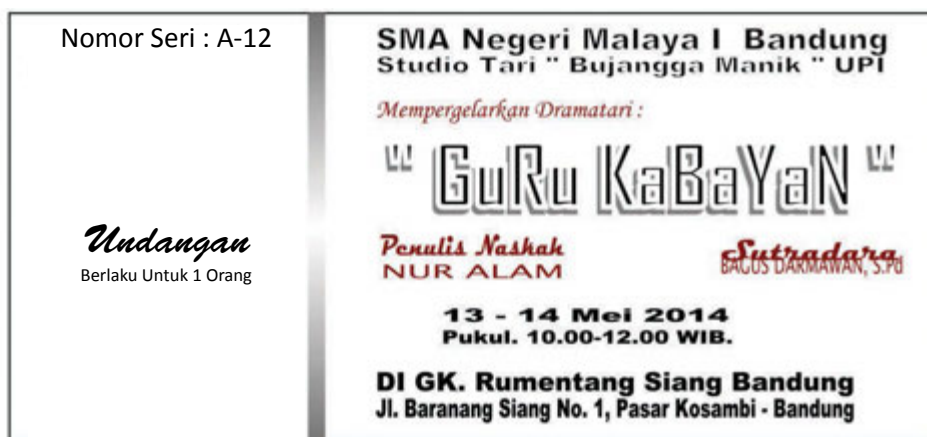 Nomor Seri : A-12
Undangan
Berlaku Untuk 1 Orang
SMA Negeri Malaya I Bandung
Studio Tari " Bujangga Manik " UPI
Mempergelarkan Dramatari :
" GuRu KaBaYaN "
Penulis Naskah
NUR ALAM
Sutradara
BAGUS DARMAWAN, S.Pd
13 - 14 Mei 2014
Pukul. 10.00-12.00 WIB.
DI GK. Rumentang Siang Bandung
Jl. Baranang Siang No. 1, Pasar Kosambi - Bandung